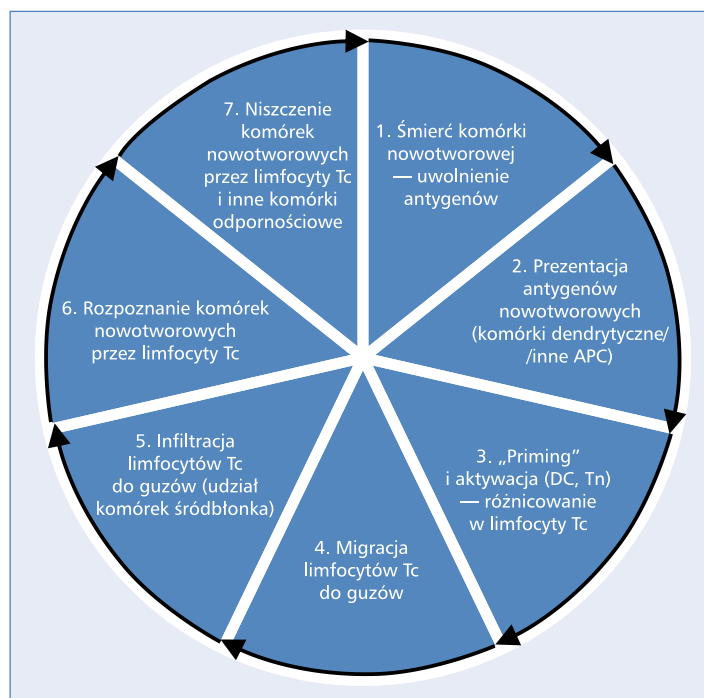 1. Śmierć komórki
nowotworowej
— uwolnienie
antygenów
2. Prezentacja
antygenów
nowotworowych
(komórki dendrytyczne/
/inne APC)
3. „Priming”
i aktywacja (DC, Tn)
— różnicowanie
w limfocyty Tc
4. Migracja
limfocytów Tc
do guzów
5. Infiltracja
limfocytów Tc
do guzów (udział
komórek śródbłonka)
6. Rozpoznanie komórek
nowotworowych
przez limfocyty Tc
7. Niszczenie
komórek
nowotworowych
przez limfocyty Tc
i inne komórki
odpornościowe